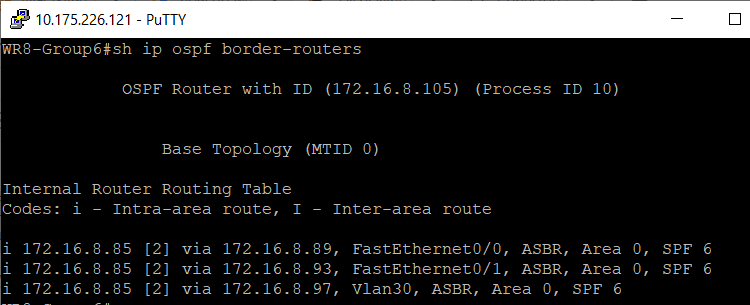 10.175.226.121 - PuTTY
WR8-Group6#sh ip ospf border-routers
OSPF Router with ID (172.16.8.105) (Process ID 10)
Base Topology (MTID 0)
Internal Router Routing Table
Codes: i - Intra-area route, I - Inter-area route
i 172.16.8.85 [2] via 172.16.8.89, FastEthernet0/0, ASBR, Area 0, SPF 6
i 172.16.8.85 [2] via 172.16.8.93, FastEthernet0/1, ASBR, Area 0, SPF 6
i 172.16.8.85 [2] via 172.16.8.97, Vlan30, ASBR, Area 0, SPF 6